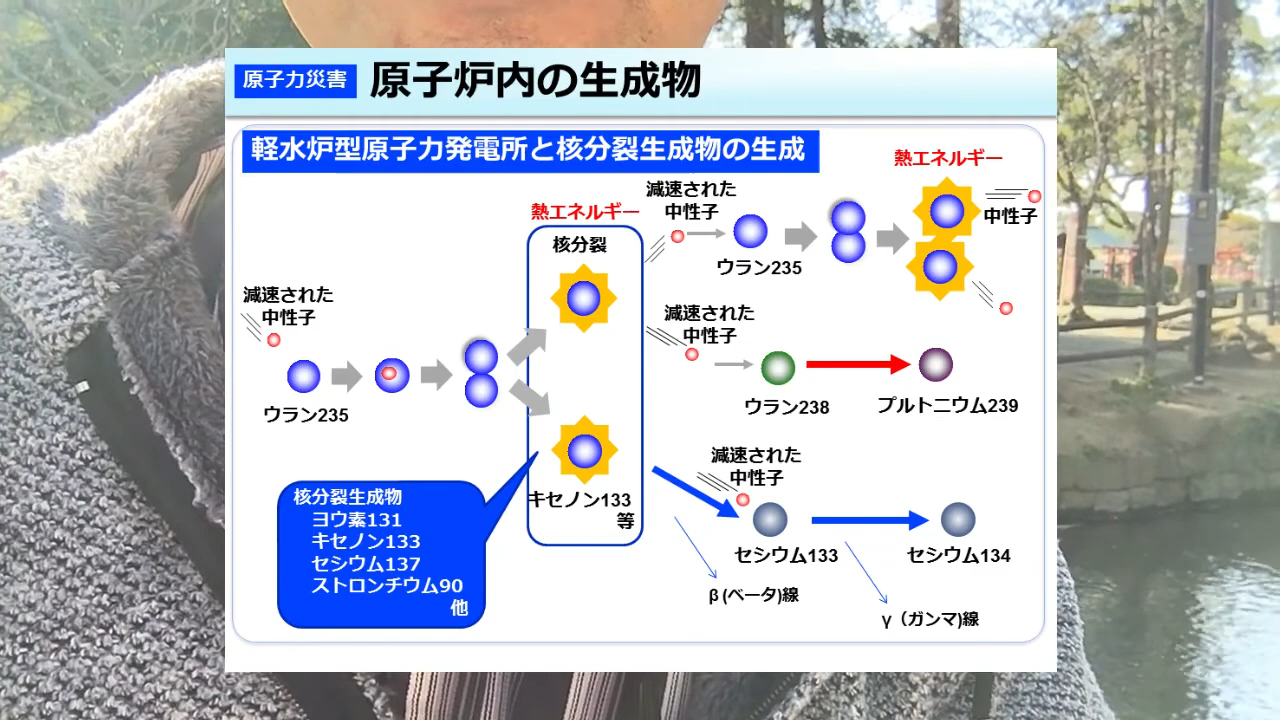 原子力災害
原子炉内の生成物
軽水炉型原子力発電所と核分裂生成物の生成
減速された
中性子
ウラン235
熱エネルギー
核分裂
キセノン133
等
核分裂生成物
ヨウ素131
キセノン133
セシウム137
ストロンチウム90
他
減速された
中性子
ウラン235
熱エネルギー
中性子
減速された
中性子
ウラン238
プルトニウム239
減速された
中性子
セシウム133
セシウム134
β(ベータ)線
γ（ガンマ)線